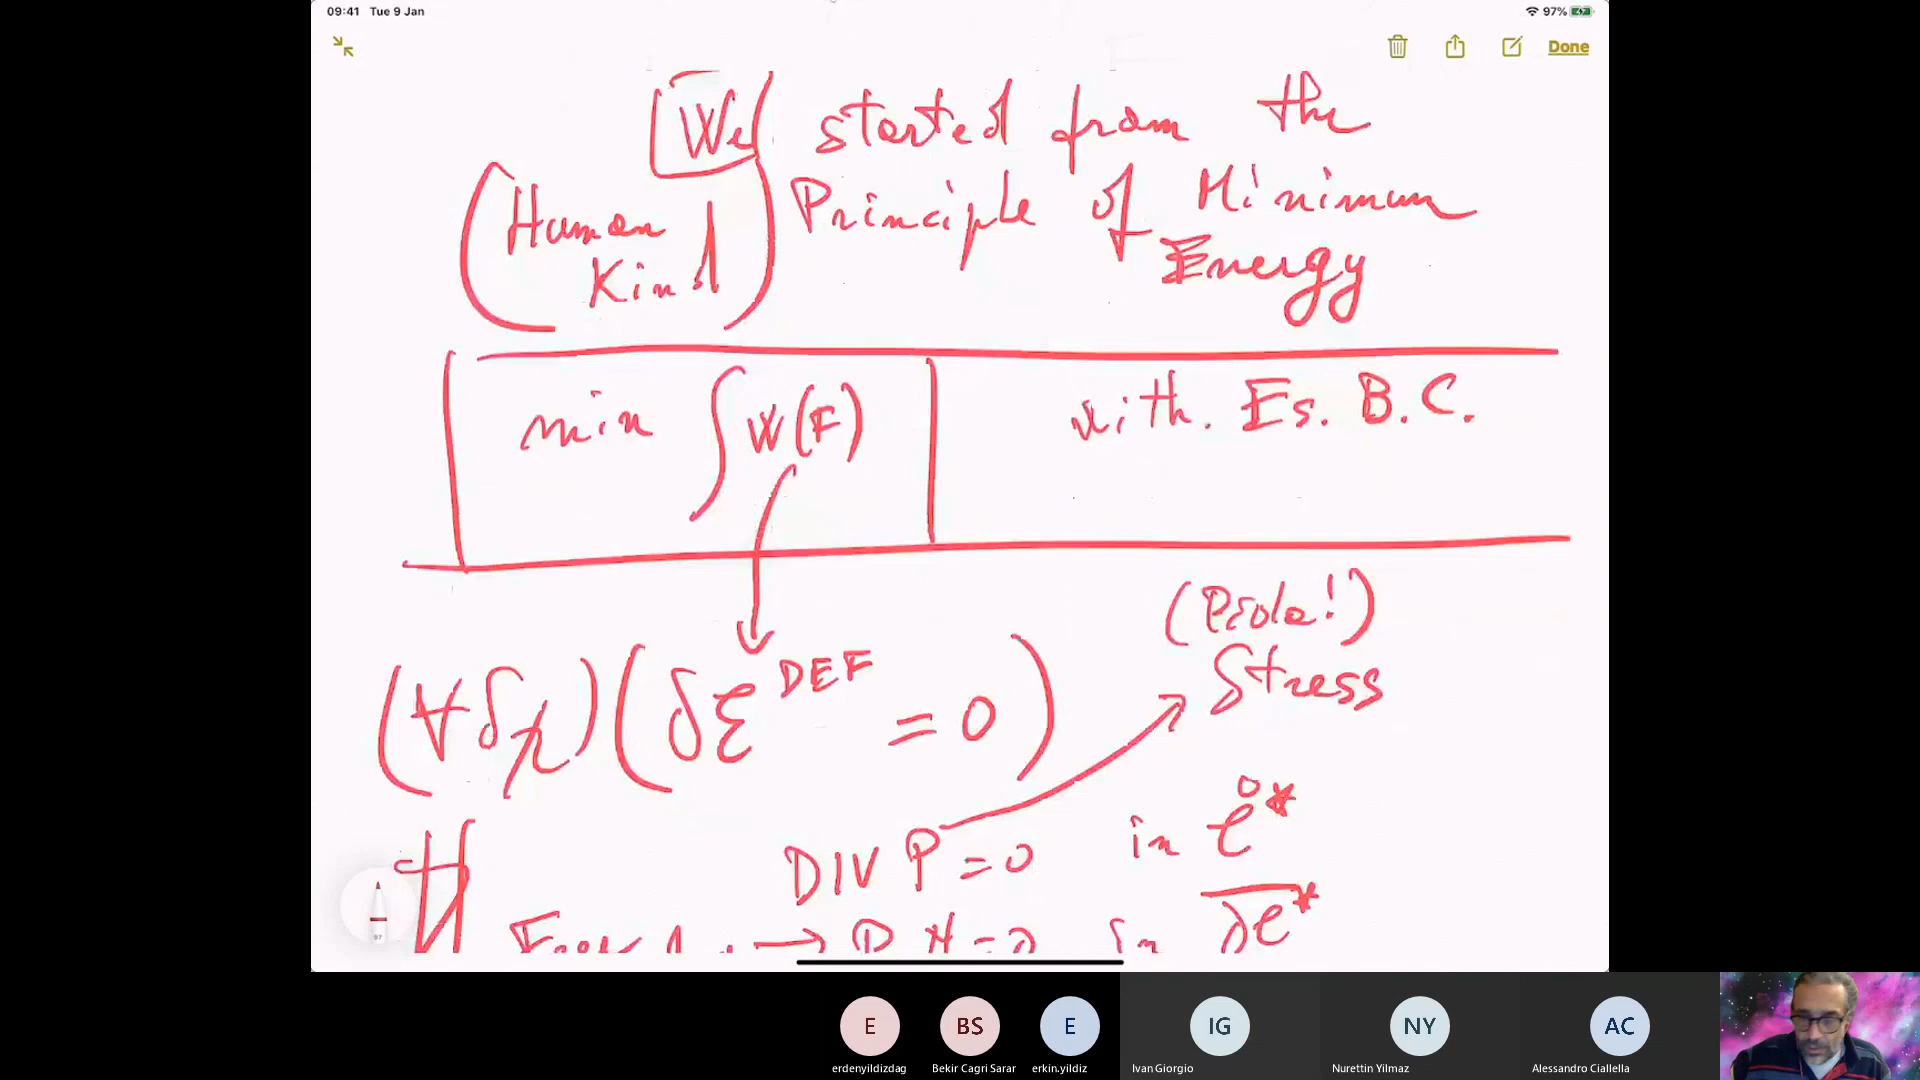 09:41 Tue 9 Jan 97%
Done
We started from the
(Human Kind) Principle of Minimum
Energy
min ∫ W(F) with. Es. B.C.
(Piola!)
Stress
(∀δχ)(δℰ^DEF = 0)
DIV P = 0 in
in
97
E BS E IG NY AC
erdenyildizdag Bekir Cagri Sarar erkin.yildiz Ivan Giorgio Nurettin Yilmaz Alessandro Ciallella